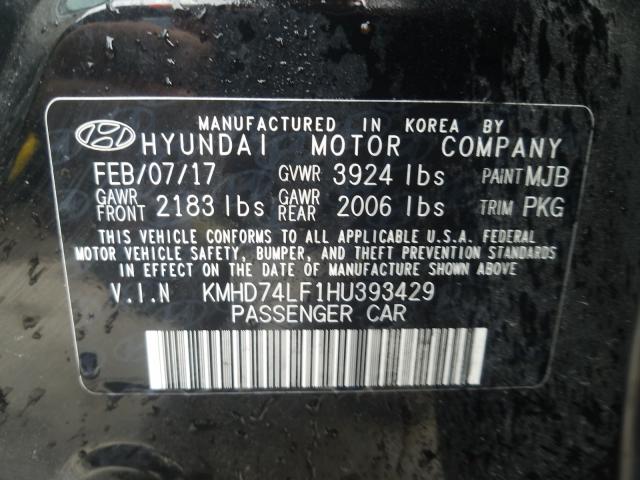 MANUFACTURED IN KOREA BY
HYUNDAI MOTOR COMPANY
FEB/07/17 GVWR 3924 lbs PAINT MJB
GAWR FRONT 2183 lbs GAWR REAR 2006 lbs TRIM PKG
THIS VEHICLE CONFORMS TO ALL APPLICABLE U.S.A. FEDERAL
MOTOR VEHICLE SAFETY, BUMPER, AND THEFT PREVENTION STANDARDS
IN EFFECT ON THE DATE OF MANUFACTURE SHOWN ABOVE
V.I.N KMHD74LF1HU393429
PASSENGER CAR